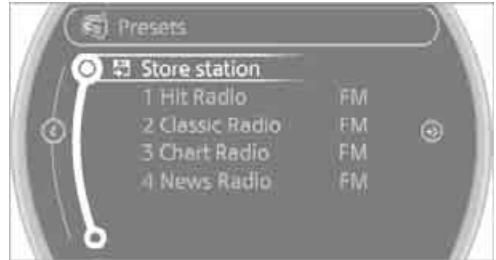 Presets
Store station
1 Hit Radio FM
2 Classic Radio FM
3 Chart Radio FM
4 News Radio FM